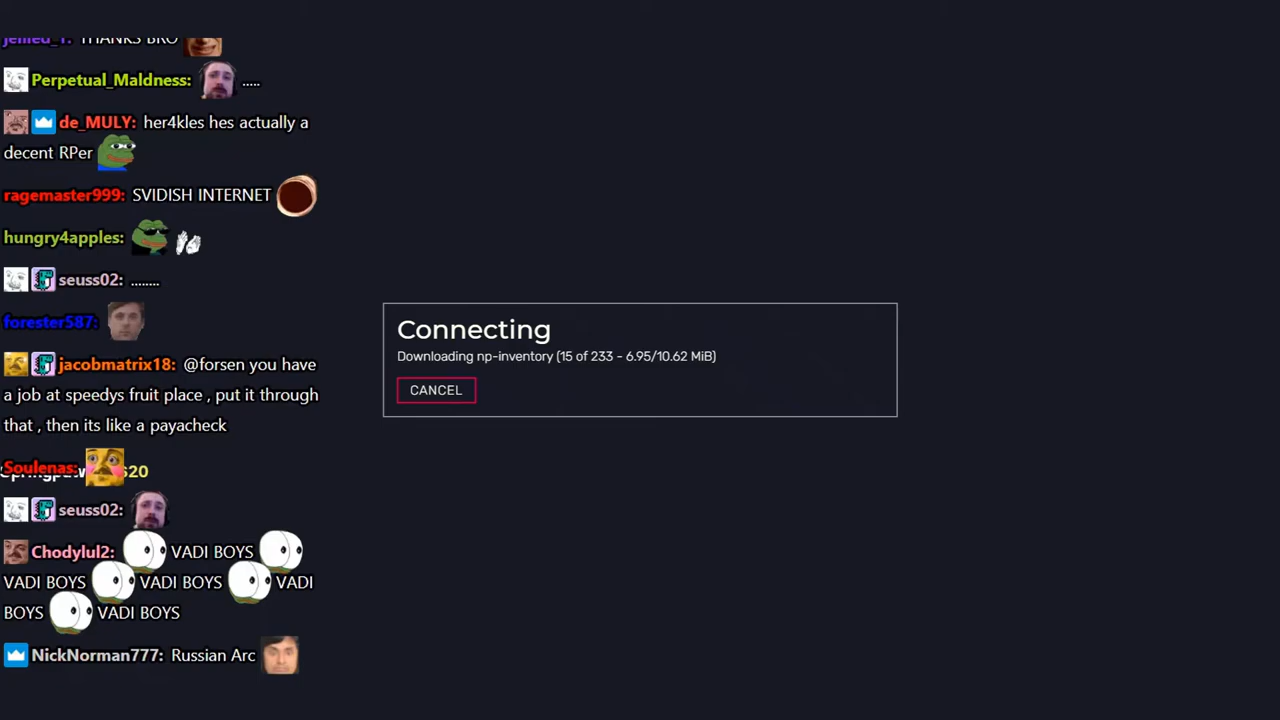 THANKS BRO
Perpetual_Maldness: .....
de_MULY: her4kles hes actually a
decent RPer
ragemaster999: SVIDISH INTERNET
hungry4apples:
seuss02: ........
forester587:
jacobmatrix18: @forsen you have
a job at speedys fruit place , put it through
that , then its like a payacheck
Soulenas:
seuss02:
Chodylul2: VADI BOYS
VADI BOYS VADI BOYS VADI
BOYS VADI BOYS
NickNorman777: Russian Arc
Connecting
Downloading np-inventory (15 of 233 - 6.95/10.62 MiB)
CANCEL